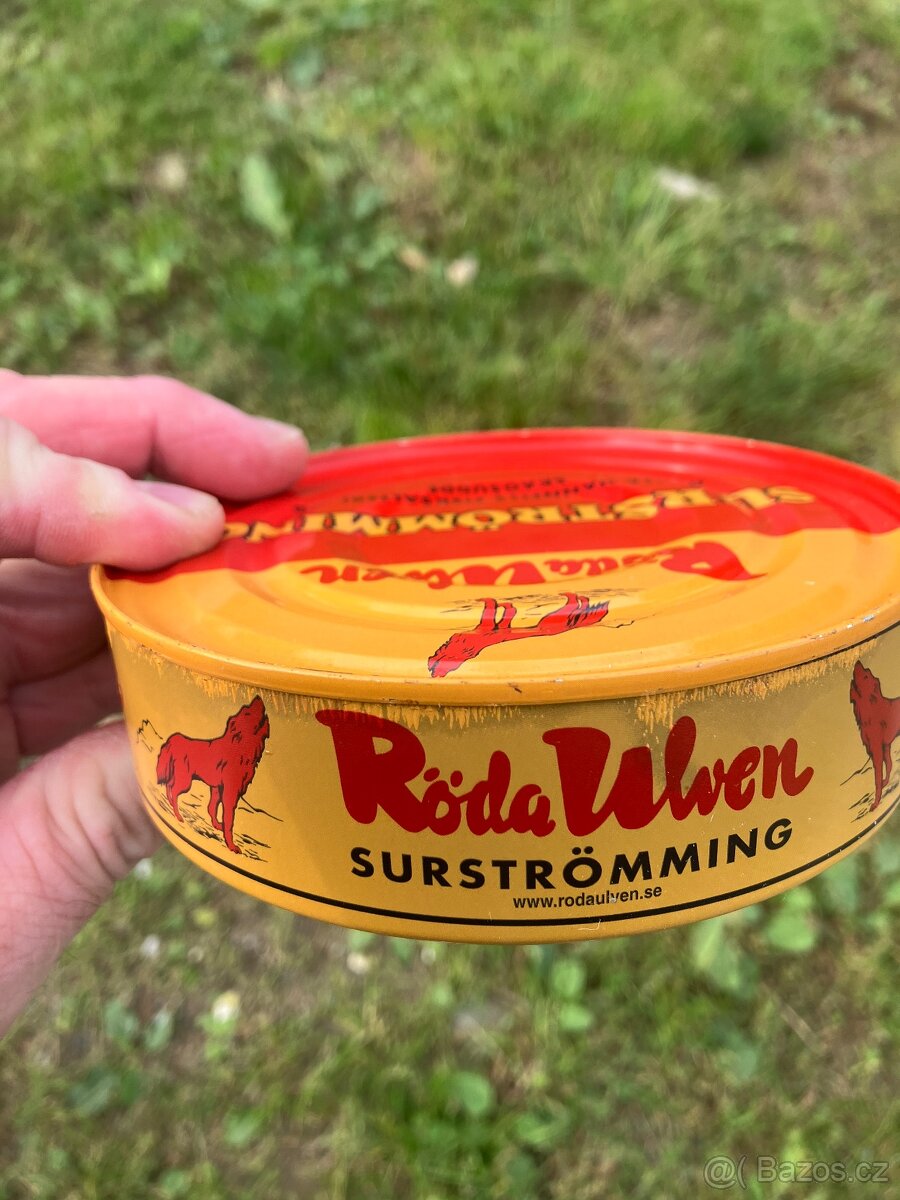 SURSTRÖMMING
Röda Ulven
Röda Ulven
SURSTRÖMMING
www.rodaulven.se
@( Bazos.cz